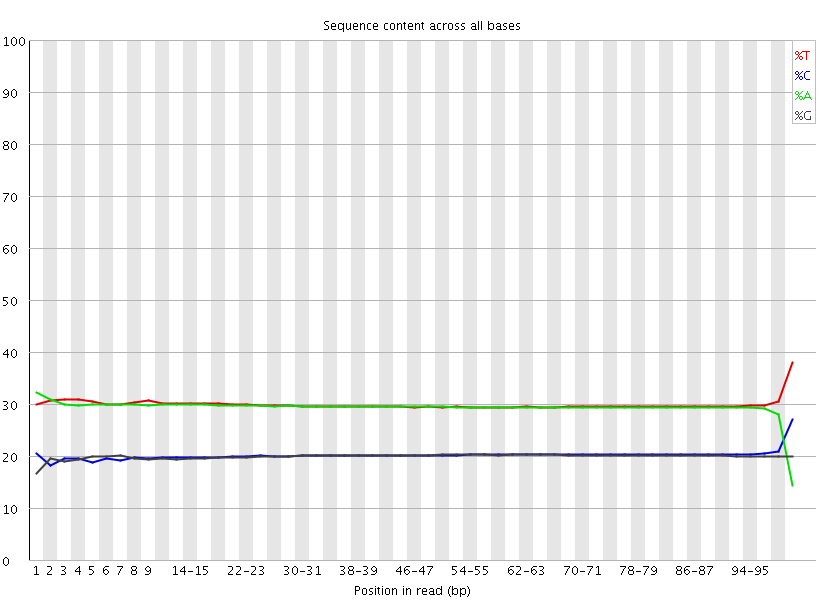 Sequence content across all bases
100
90
80
70
60
50
40
30
20
10
0
%T
%C
%A
%G
1 2 3 4 5 6 7 8 9 14-15 22-23 30-31 38-39 46-47 54-55 62-63 70-71 78-79 86-87 94-95
Position in read (bp)